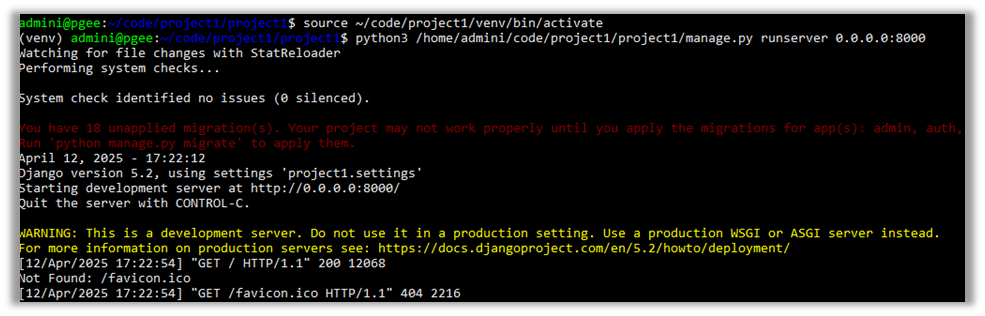 admini@pgee:~/code/project1/project1$ source ~/code/project1/venv/bin/activate
(venv) admini@pgee:~/code/project1/project1$ python3 /home/admini/code/project1/project1/manage.py runserver 0.0.0.0:8000
Watching for file changes with StatReloader
Performing system checks...
System check identified no issues (0 silenced).
You have 18 unapplied migration(s). Your project may not work properly until you apply the migrations for app(s): admin, auth,
Run 'python manage.py migrate' to apply them.
April 12, 2025 - 17:22:12
Django version 5.2, using settings 'project1.settings'
Starting development server at http://0.0.0.0:8000/
Quit the server with CONTROL-C.
WARNING: This is a development server. Do not use it in a production setting. Use a production WSGI or ASGI server instead.
For more information on production servers see: https://docs.djangoproject.com/en/5.2/howto/deployment/
[12/Apr/2025 17:22:54] "GET / HTTP/1.1" 200 12068
Not Found: /favicon.ico
[12/Apr/2025 17:22:54] "GET /favicon.ico HTTP/1.1" 404 2216